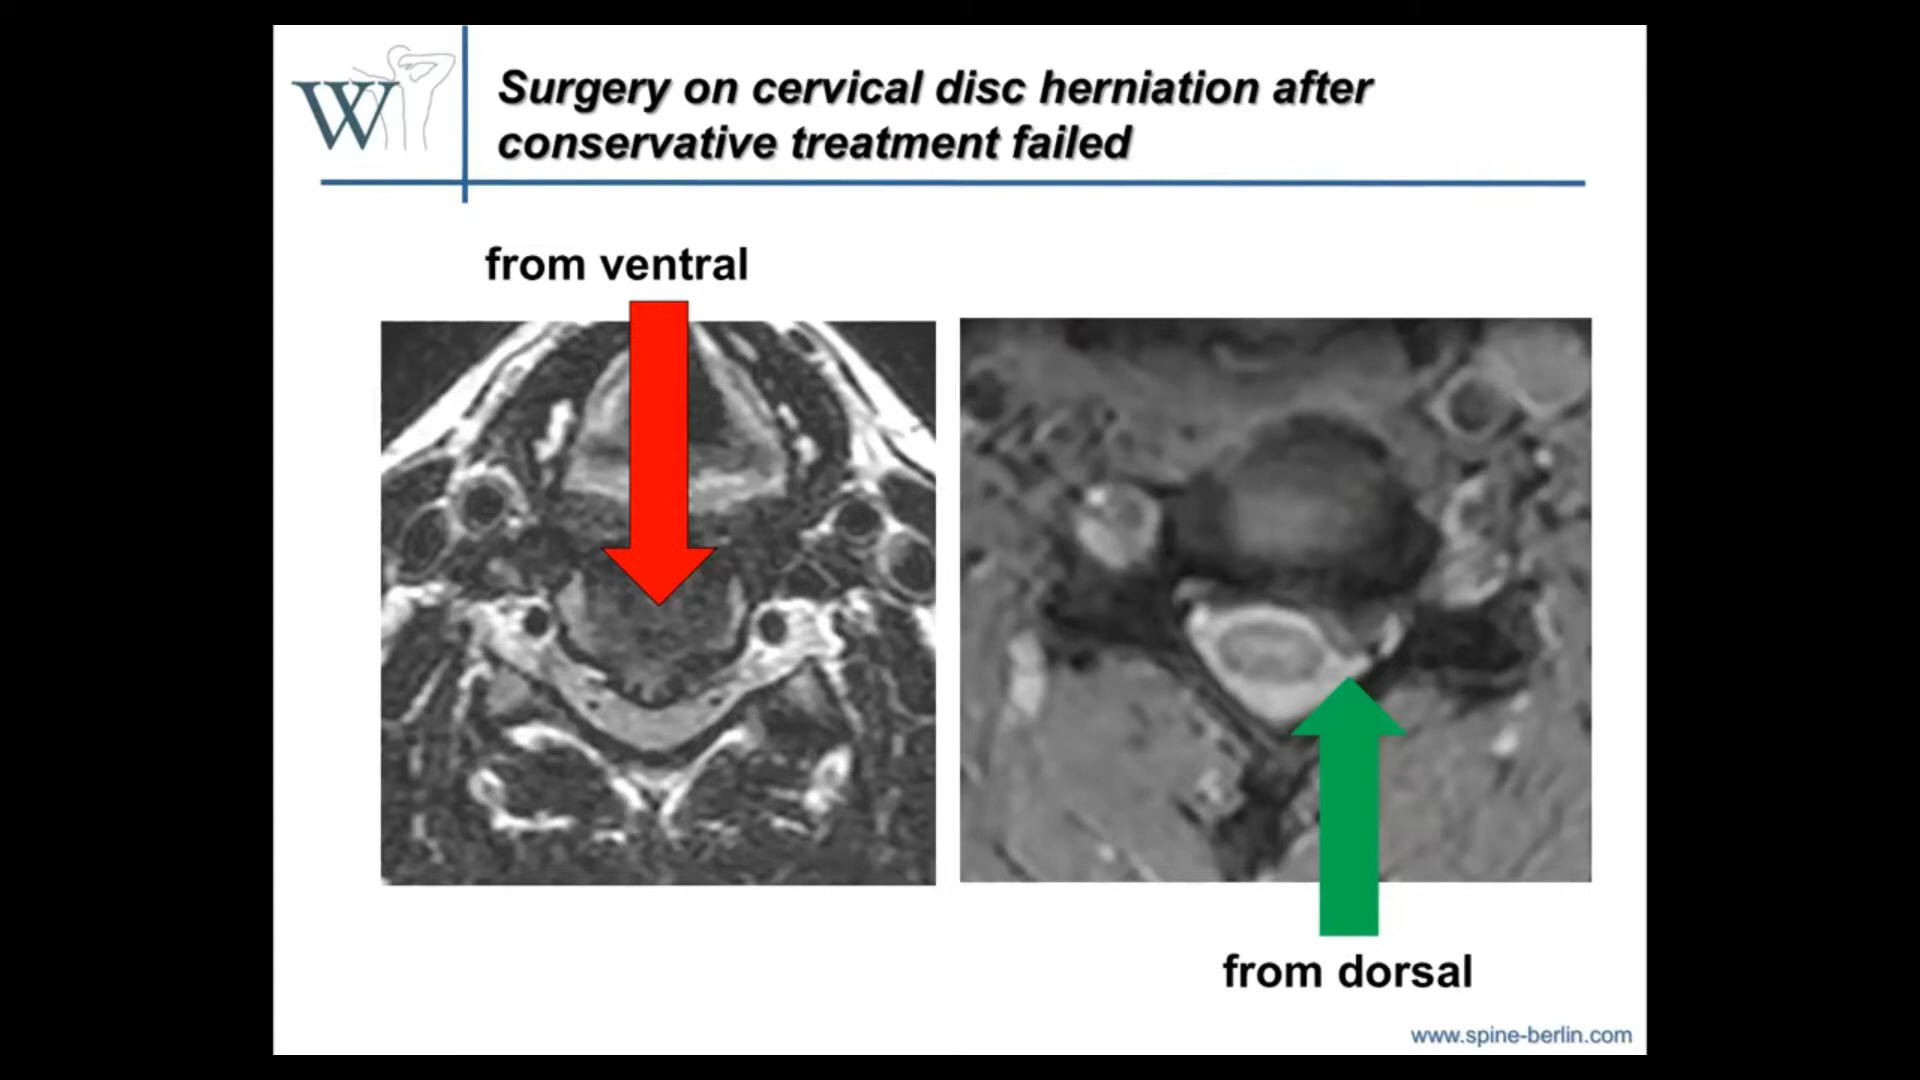 W
Surgery on cervical disc herniation after
conservative treatment failed
from ventral
from dorsal
www.spine-berlin.com